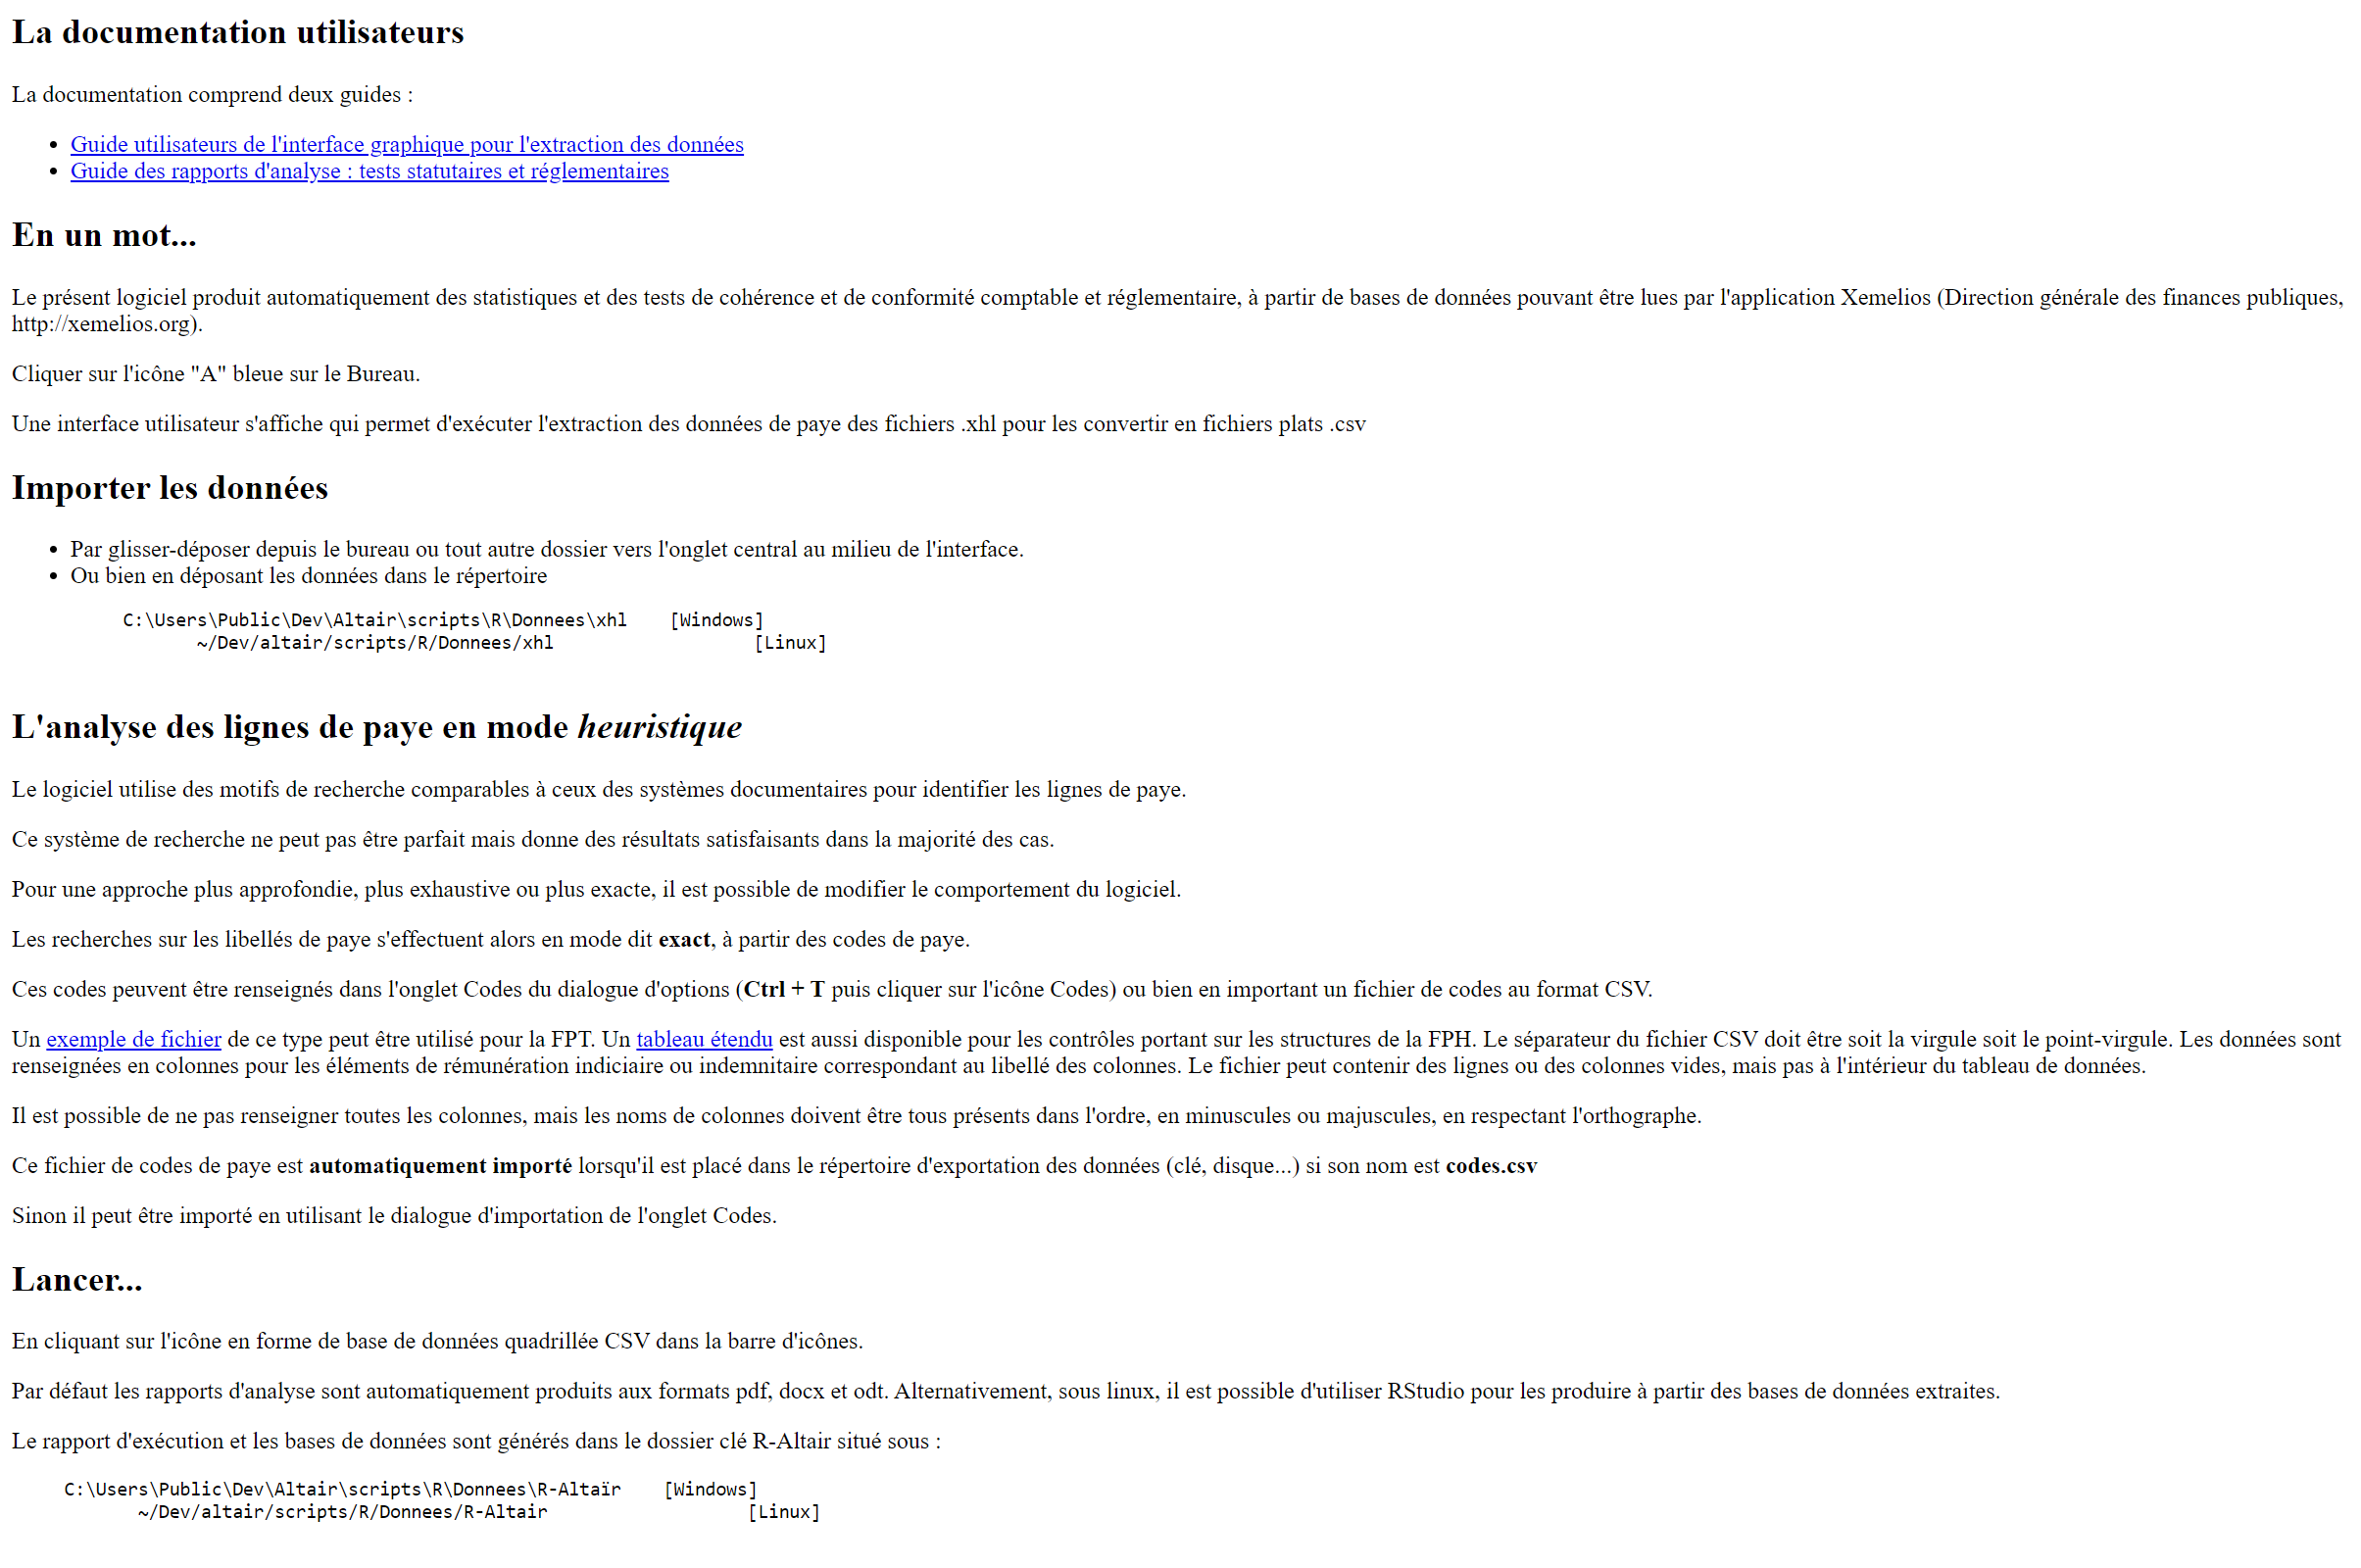 La documentation utilisateurs
La documentation comprend deux guides :
Guide utilisateurs de l'interface graphique pour l'extraction des données
Guide des rapports d'analyse : tests statutaires et réglementaires
En un mot...
Le présent logiciel produit automatiquement des statistiques et des tests de cohérence et de conformité comptable et réglementaire, à partir de bases de données pouvant être lues par l'application Xemelios (Direction générale des finances publiques,
http://xemelios.org).
Cliquer sur l'icône "A" bleue sur le Bureau.
Une interface utilisateur s'affiche qui permet d'exécuter l'extraction des données de paye des fichiers .xhl pour les convertir en fichiers plats .csv
Importer les données
Par glisser-déposer depuis le bureau ou tout autre dossier vers l'onglet central au milieu de l'interface.
Ou bien en déposant les données dans le répertoire
C:\Users\Public\Dev\Altair\scripts\R\Donnees\xhl    [Windows]
~/Dev/altair/scripts/R/Donnees/xhl    [Linux]
L'analyse des lignes de paye en mode heuristique
Le logiciel utilise des motifs de recherche comparables à ceux des systèmes documentaires pour identifier les lignes de paye.
Ce système de recherche ne peut pas être parfait mais donne des résultats satisfaisants dans la majorité des cas.
Pour une approche plus approfondie, plus exhaustive ou plus exacte, il est possible de modifier le comportement du logiciel.
Les recherches sur les libellés de paye s'effectuent alors en mode dit exact, à partir des codes de paye.
Ces codes peuvent être renseignés dans l'onglet Codes du dialogue d'options (Ctrl + T puis cliquer sur l'icône Codes) ou bien en important un fichier de codes au format CSV.
Un exemple de fichier de ce type peut être utilisé pour la FPT. Un tableau étendu est aussi disponible pour les contrôles portant sur les structures de la FPH. Le séparateur du fichier CSV doit être soit la virgule soit le point-virgule. Les données sont
renseignées en colonnes pour les éléments de rémunération indiciaire ou indemnitaire correspondant au libellé des colonnes. Le fichier peut contenir des lignes ou des colonnes vides, mais pas à l'intérieur du tableau de données.
Il est possible de ne pas renseigner toutes les colonnes, mais les noms de colonnes doivent être tous présents dans l'ordre, en minuscules ou majuscules, en respectant l'orthographe.
Ce fichier de codes de paye est automatiquement importé lorsqu'il est placé dans le répertoire d'exportation des données (clé, disque...) si son nom est codes.csv
Sinon il peut être importé en utilisant le dialogue d'importation de l'onglet Codes.
Lancer...
En cliquant sur l'icône en forme de base de données quadrillée CSV dans la barre d'icônes.
Par défaut les rapports d'analyse sont automatiquement produits aux formats pdf, docx et odt. Alternativement, sous linux, il est possible d'utiliser RStudio pour les produire à partir des bases de données extraites.
Le rapport d'exécution et les bases de données sont générés dans le dossier clé R-Altair situé sous :
C:\Users\Public\Dev\Altair\scripts\R\Donnees\R-Altaïr    [Windows]
~/Dev/altair/scripts/R/Donnees/R-Altair    [Linux]